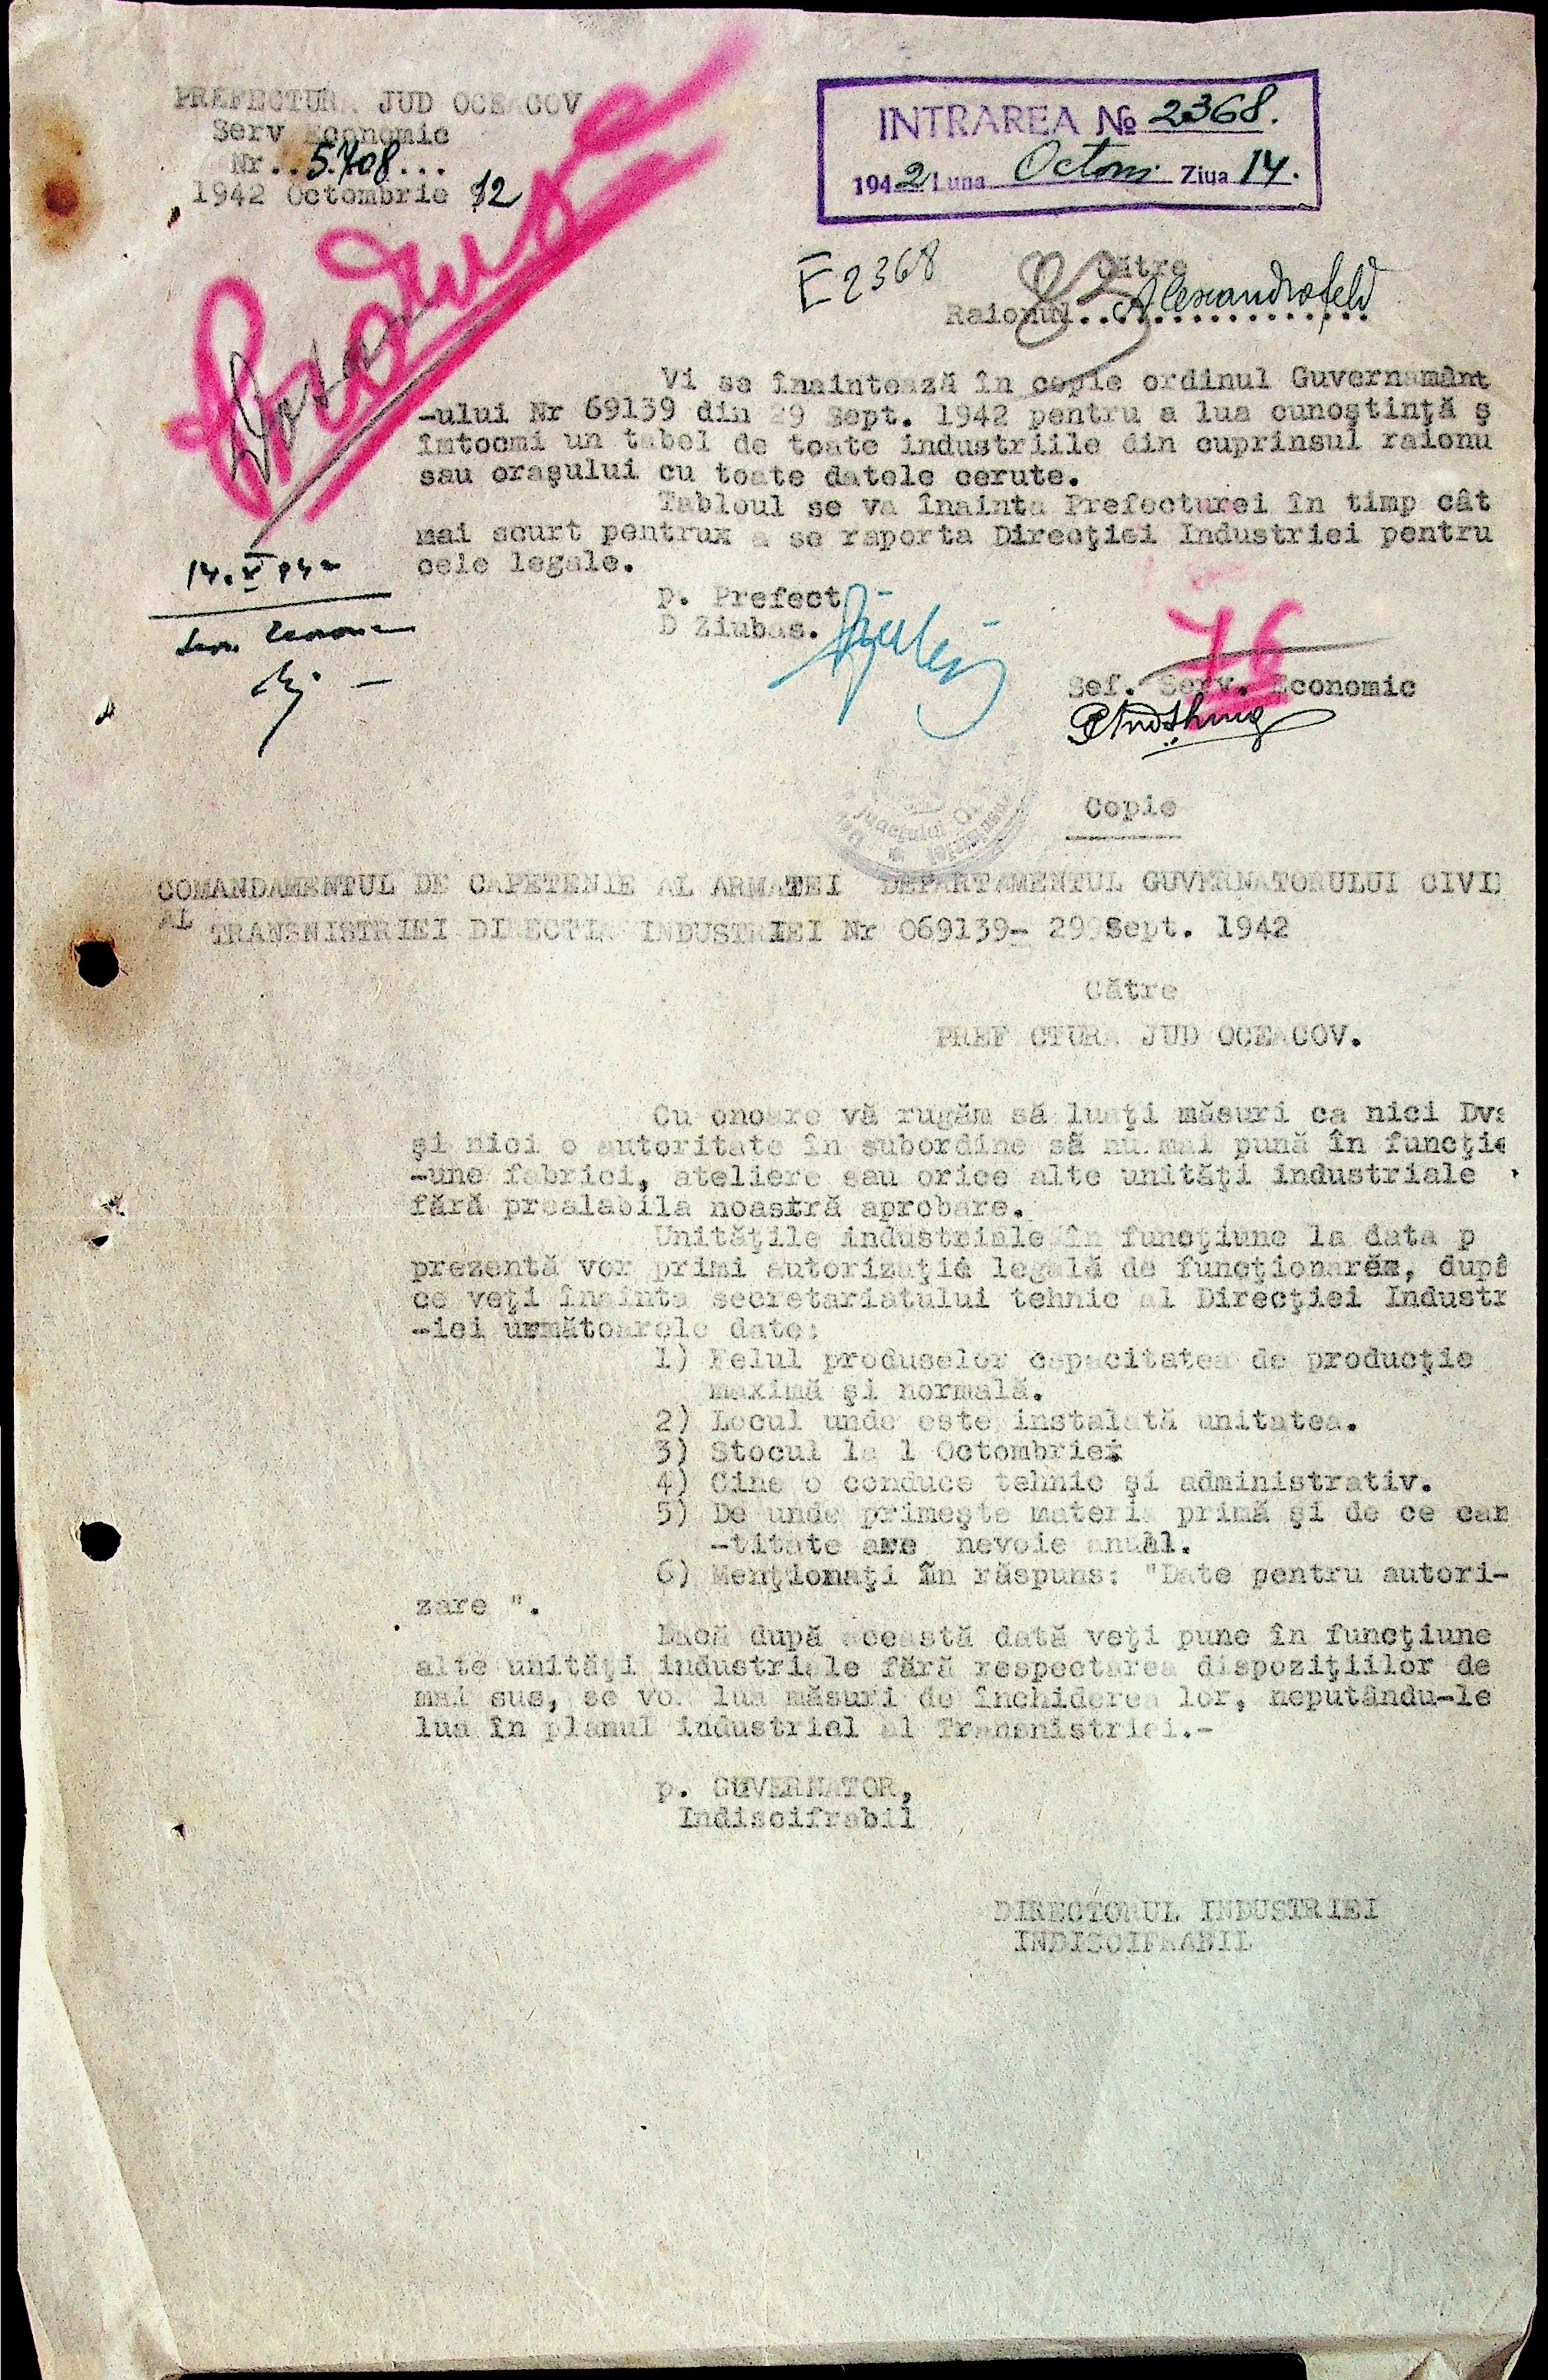 PREFECTURA JUD OCEACOV
Serv Economic
Nr..5.708...
1942 Octombrie 12
INTRAREA № 2368.
1942 Luna Octom. Ziua 14.
E 2368
Către
Raionul..Alexandrofeld
Vi se înaintează în copie ordinul Guvernamânt
-ului Nr 69139 din 29 Sept. 1942 pentru a lua cunoştinţă ş
întocmi un tabel de toate industriile din cuprinsul raionu
sau oraşului cu toate datele cerute.
Tabloul se va înainta Prefecturei în timp cât
mai scurt pentrux a se raporta Direcţiei Industriei pentru
cele legale.
14.X 942
p. Prefect
D Ziubas.
76
Sef. Serv. Economic
Copie
COMANDAMENTUL DE CAPETENIE AL ARMATEI DEPARTAMENTUL GUVERNATORULUI CIVIL
AL TRANSNISTRIEI DIRECTIA INDUSTRIEI Nr 069139- 29 Sept. 1942
Către
PREFECTURA JUD OCEACOV.
Cu onoare vă rugăm să luaţi măsuri ca nici Dvs
şi nici o autoritate în subordine să nu mai pună în funcţie
-une fabrici, ateliere sau orice alte unităţi industriale
fără prealabila noastră aprobare.
Unităţile industriale în funcţiune la data p
prezentă vor primi autorizaţie legală de funcţionarěx, după
ce veţi înainta secretariatului tehnic al Direcţiei Industr
-iei următoarele date:
1) Felul produselor capacitatea de producţie
maximă şi normală.
2) Locul unde este instalată unitatea.
3) Stocul la 1 Octombrie
4) Cine o conduce tehnic şi administrativ.
5) De unde primeşte materia primă şi de ce can
-titate are nevoie anual.
6) Menţionaţi în răspuns: "Date pentru autori-
zare ".
Dacă după această dată veţi pune în funcţiune
alte unităţi industriale fără respectarea dispoziţiilor de
mai sus, se vor lua măsuri de închiderea lor, neputându-le
lua în planul industrial al Transnistriei.-
p. GUVERNATOR,
Indiscifrabil
DIRECTORUL INDUSTRIEI
INDISCIFRABIL